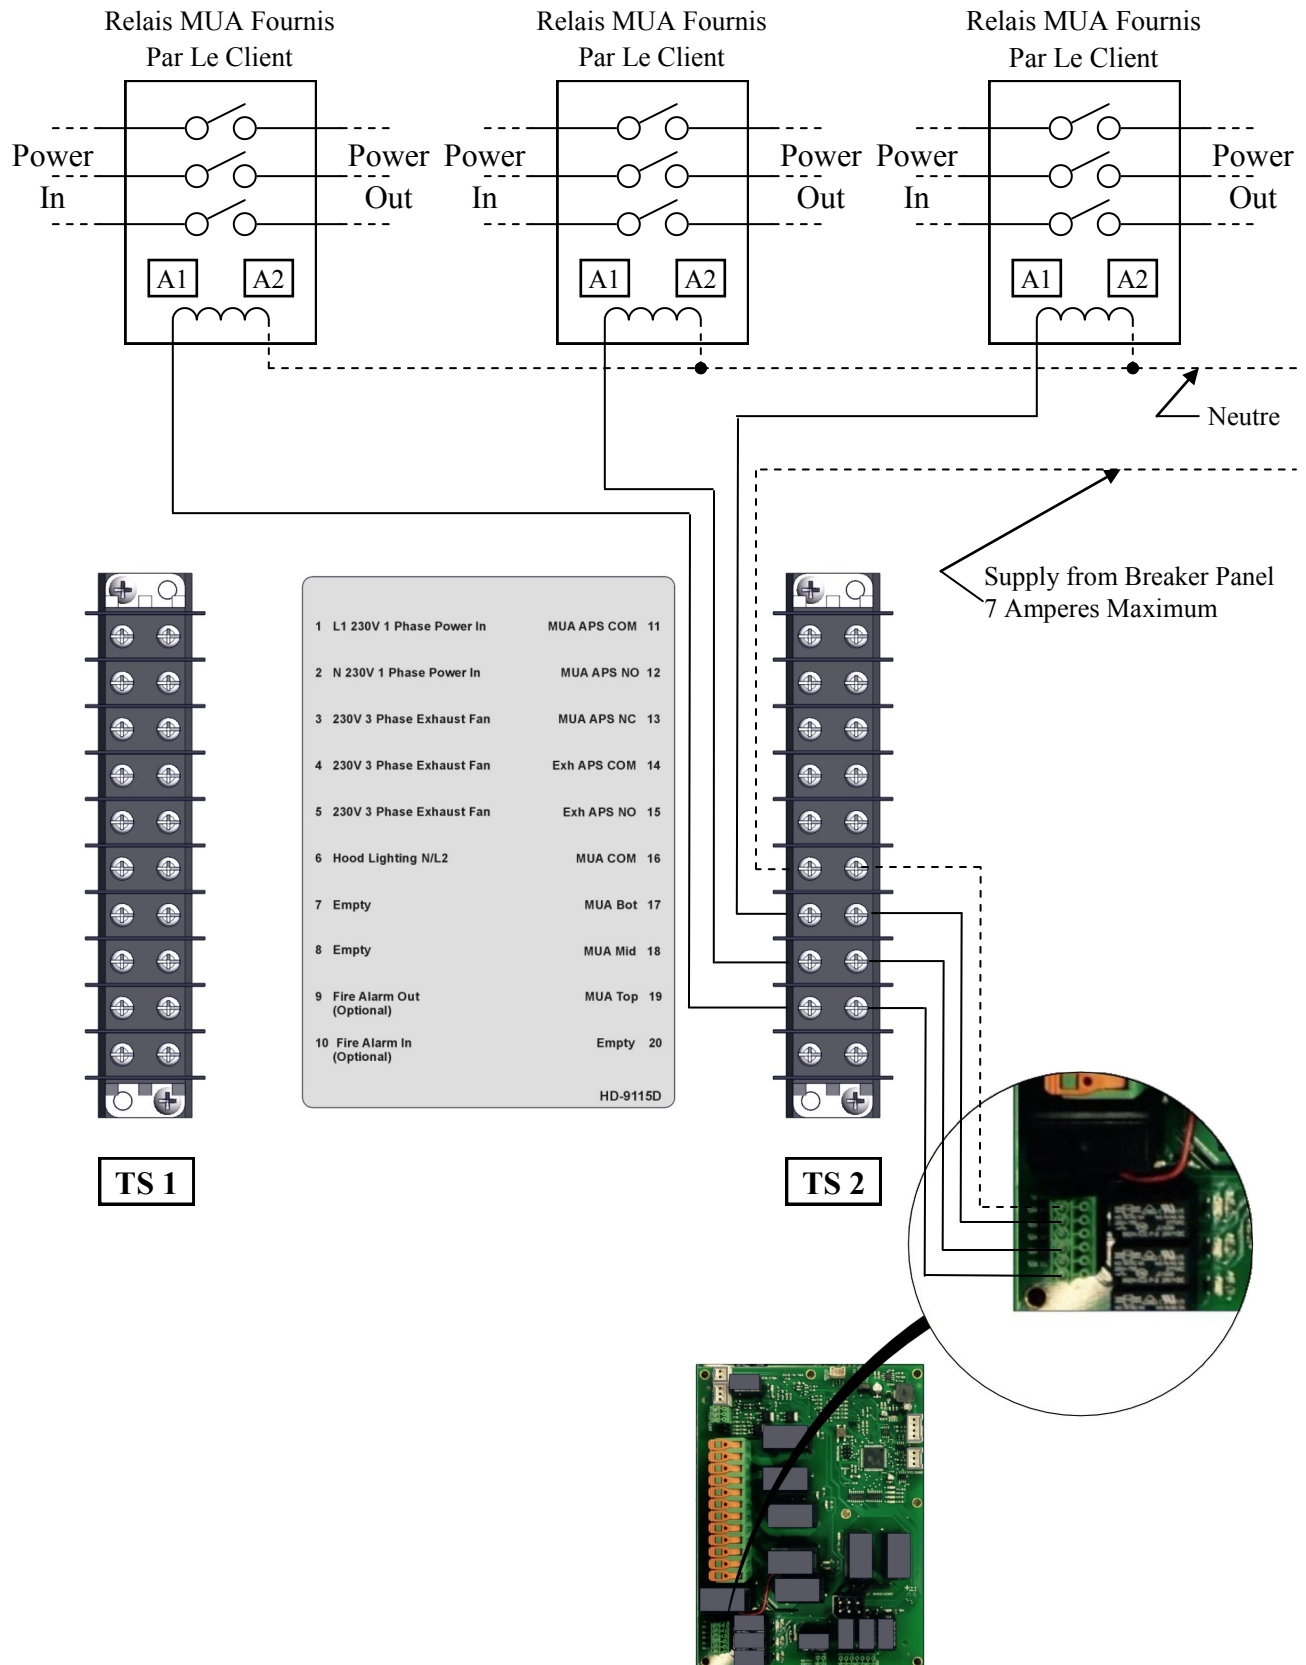 Relais MUA Fournis
Par Le Client
Relais MUA Fournis
Par Le Client
Relais MUA Fournis
Par Le Client
Power
In
Power
Out
Power
In
Power
Out
Power
In
Power
Out
A1
A2
A1
A2
A1
A2
Neutre
Supply from Breaker Panel
7 Amperes Maximum
1 L1 230V 1 Phase Power In
MUA APS COM 11
2 N 230V 1 Phase Power In
MUA APS NO 12
3 230V 3 Phase Exhaust Fan
MUA APS NC 13
4 230V 3 Phase Exhaust Fan
Exh APS COM 14
5 230V 3 Phase Exhaust Fan
Exh APS NO 15
6 Hood Lighting N/L2
MUA COM 16
7 Empty
MUA Bot 17
8 Empty
MUA Mid 18
9 Fire Alarm Out
(Optional)
MUA Top 19
10 Fire Alarm In
(Optional)
Empty 20
HD-9115D
TS 1
TS 2